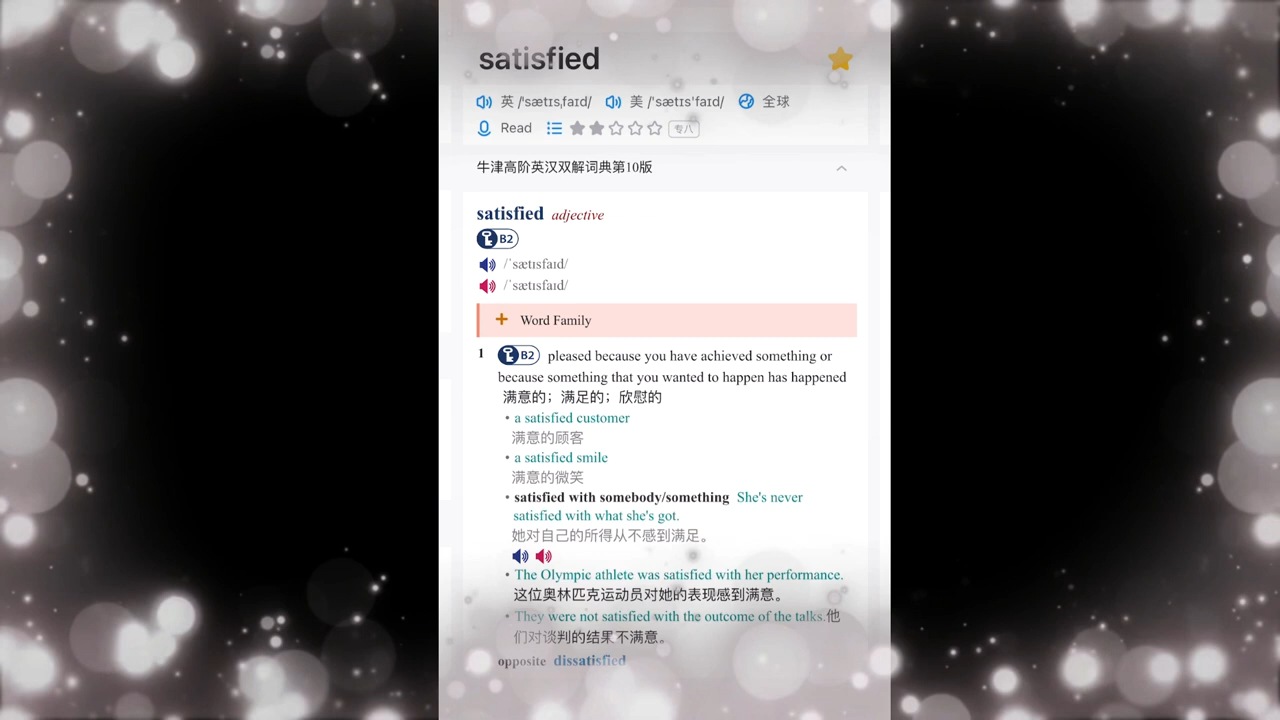 satisfied
英 /ˈsætɪsˌfaɪd/ 美 /ˈsætɪsˈfaɪd/ 全球
Read 专八
牛津高阶英汉双解词典第10版
satisfied adjective
B2
/ˈsætɪsfaɪd/
/ˈsætɪsfaɪd/
+ Word Family
1 B2 pleased because you have achieved something or
because something that you wanted to happen has happened
满意的；满足的；欣慰的
• a satisfied customer
满意的顾客
• a satisfied smile
满意的微笑
• satisfied with somebody/something She's never
satisfied with what she's got.
她对自己的所得从不感到满足。
• The Olympic athlete was satisfied with her performance.
这位奥林匹克运动员对她的表现感到满意。
• They were not satisfied with the outcome of the talks.他
们对谈判的结果不满意。
opposite dissatisfied